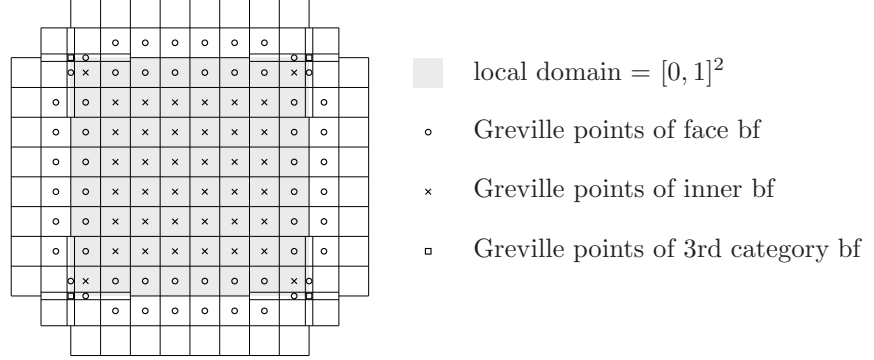 local domain = [0, 1]²
Greville points of face bf
Greville points of inner bf
Greville points of 3rd category bf